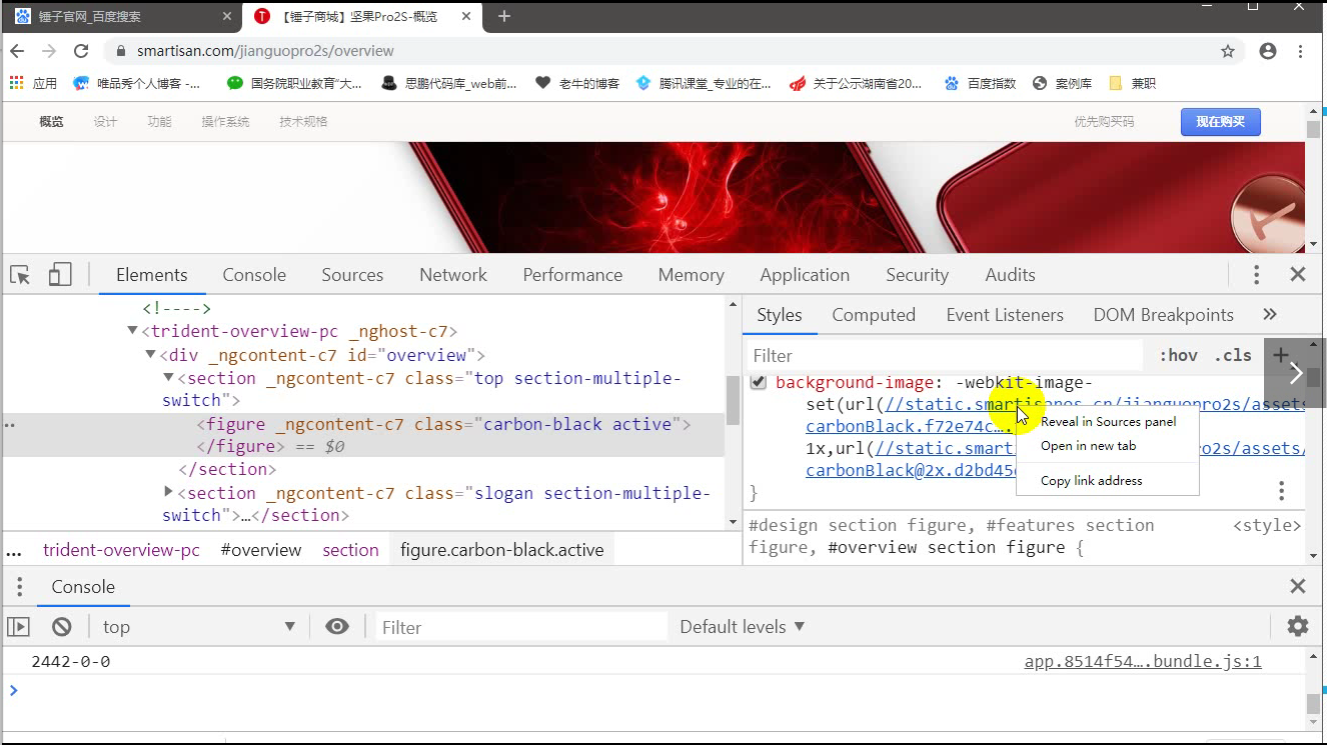 锤子官网_百度搜索
【锤子商城】坚果Pro2S-概览
smartisan.com/jianguopro2s/overview
应用 唯品秀个人博客 -... 国务院职业教育"大... 思鹏代码库_web前... 老牛的博客 腾讯课堂_专业的在... 关于公示湖南省20... 百度指数 案例库 兼职
概览 设计 功能 操作系统 技术规格 优先购买码 现在购买
Elements Console Sources Network Performance Memory Application Security Audits
<!---->
<trident-overview-pc _nghost-c7>
<div _ngcontent-c7 id="overview">
<section _ngcontent-c7 class="top section-multiple-
switch">
<figure _ngcontent-c7 class="carbon-black active">
</figure> == $0
</section>
<section _ngcontent-c7 class="slogan section-multiple-
switch">…</section>
... trident-overview-pc #overview section figure.carbon-black.active
Styles Computed Event Listeners DOM Breakpoints »
Filter :hov .cls +
background-image: -webkit-image-
set(url(//static.smartisanos.cn/jianguopro2s/assets
carbonBlack.f72e74c….
1x,url(//static.smart
pro2s/assets/
carbonBlack@2x.d2bd45
}
Reveal in Sources panel
Open in new tab
Copy link address
#design section figure, #features section <style>
figure, #overview section figure {
Console
top Filter Default levels
2442-0-0 app.8514f54….bundle.js:1